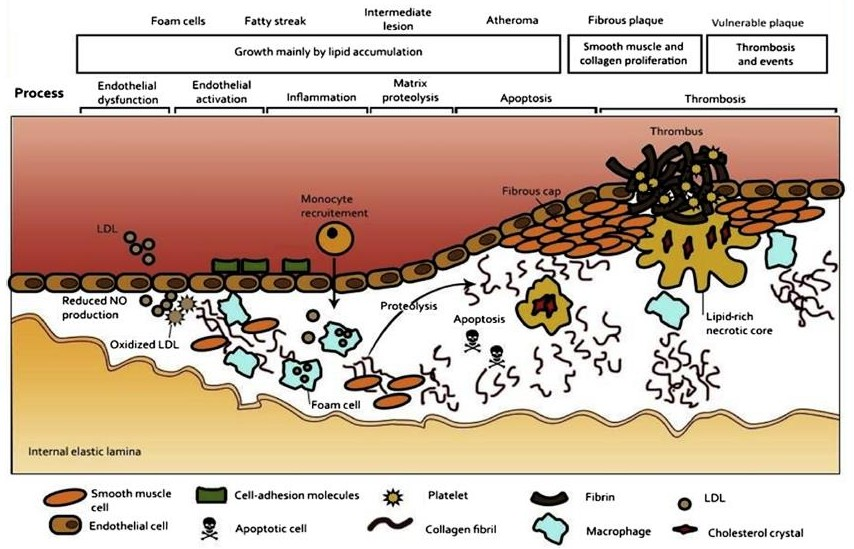 Foam cells
Fatty streak
Intermediate
lesion
Atheroma
Fibrous plaque
Vulnerable plaque
Growth mainly by lipid accumulation
Smooth muscle and
collagen proliferation
Thrombosis
and events
Process
Endothelial
dysfunction
Endothelial
activation
Inflammation
Matrix
proteolysis
Apoptosis
Thrombosis
Thrombus
Fibrous cap
Monocyte
recruitement
LDL
Reduced NO
production
Oxidized LDL
Proteolysis
Apoptosis
Foam cell
Lipid-rich
necrotic core
Internal elastic lamina
Smooth muscle
cell
Cell-adhesion molecules
Platelet
Fibrin
LDL
Endothelial cell
Apoptotic cell
Collagen fibril
Macrophage
Cholesterol crystal